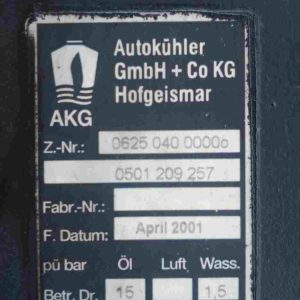 Autokühler
GmbH + Co KG
Hofgeismar
AKG
Z.-Nr.: 0625 040 0000
0501 209 257
Fabr.-Nr.:
F. Datum: April 2001
pü bar Öl Luft Wass.
Betr. Dr. 15 1,5